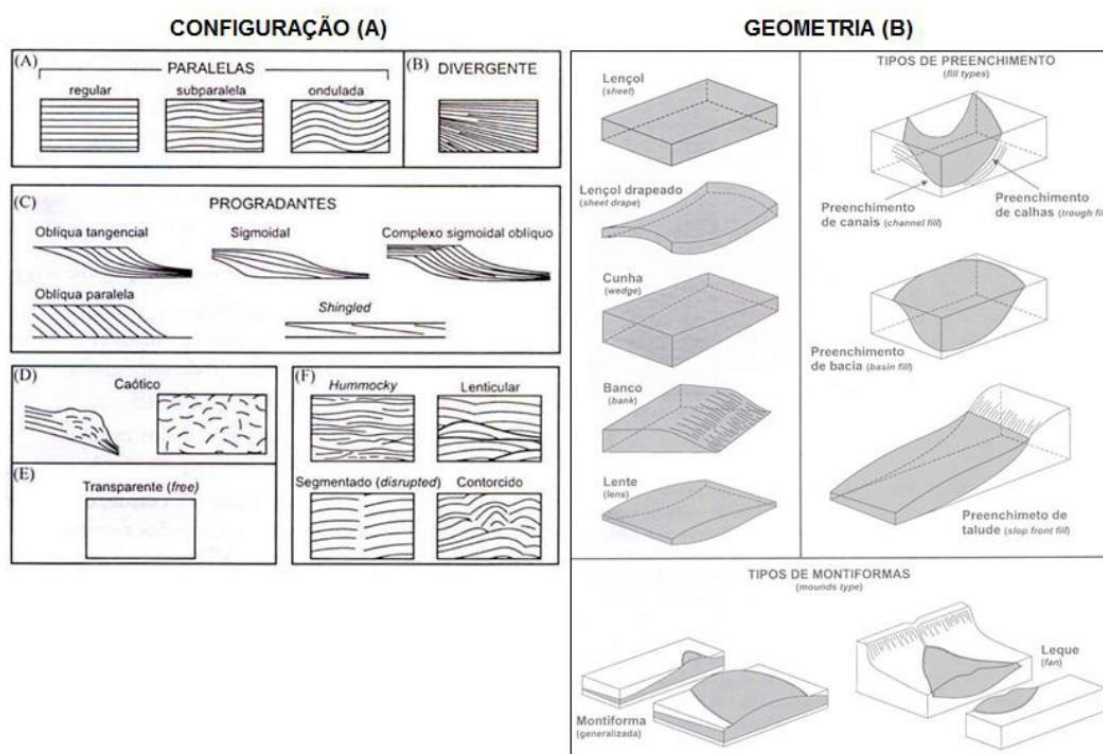 CONFIGURAÇÃO (A)
(A)
PARALELAS
regular
subparalela
ondulada
(B)
DIVERGENTE
(C)
PROGRADANTES
Oblíqua tangencial
Sigmoidal
Complexo sigmoidal oblíquo
Oblíqua paralela
Shingled
(D)
Caótico
(E)
Transparente (free)
(F)
Hummocky
Lenticular
Segmentado (disrupted)
Contorcido
GEOMETRIA (B)
Lençol
(sheet)
Lençol drapeado
(sheet drape)
Cunha
(wedge)
Banco
(bank)
Lente
(lens)
TIPOS DE PREENCHIMENTO
(fill types)
Preenchimento
de canais (channel fill)
Preenchimento
de calhas (trough fill
Preenchimento
de bacia (basin fill)
Preenchimeto de
talude (slop front fill)
TIPOS DE MONTIFORMAS
(mounds type)
Montiforma
(generalizada)
Leque
(fan)